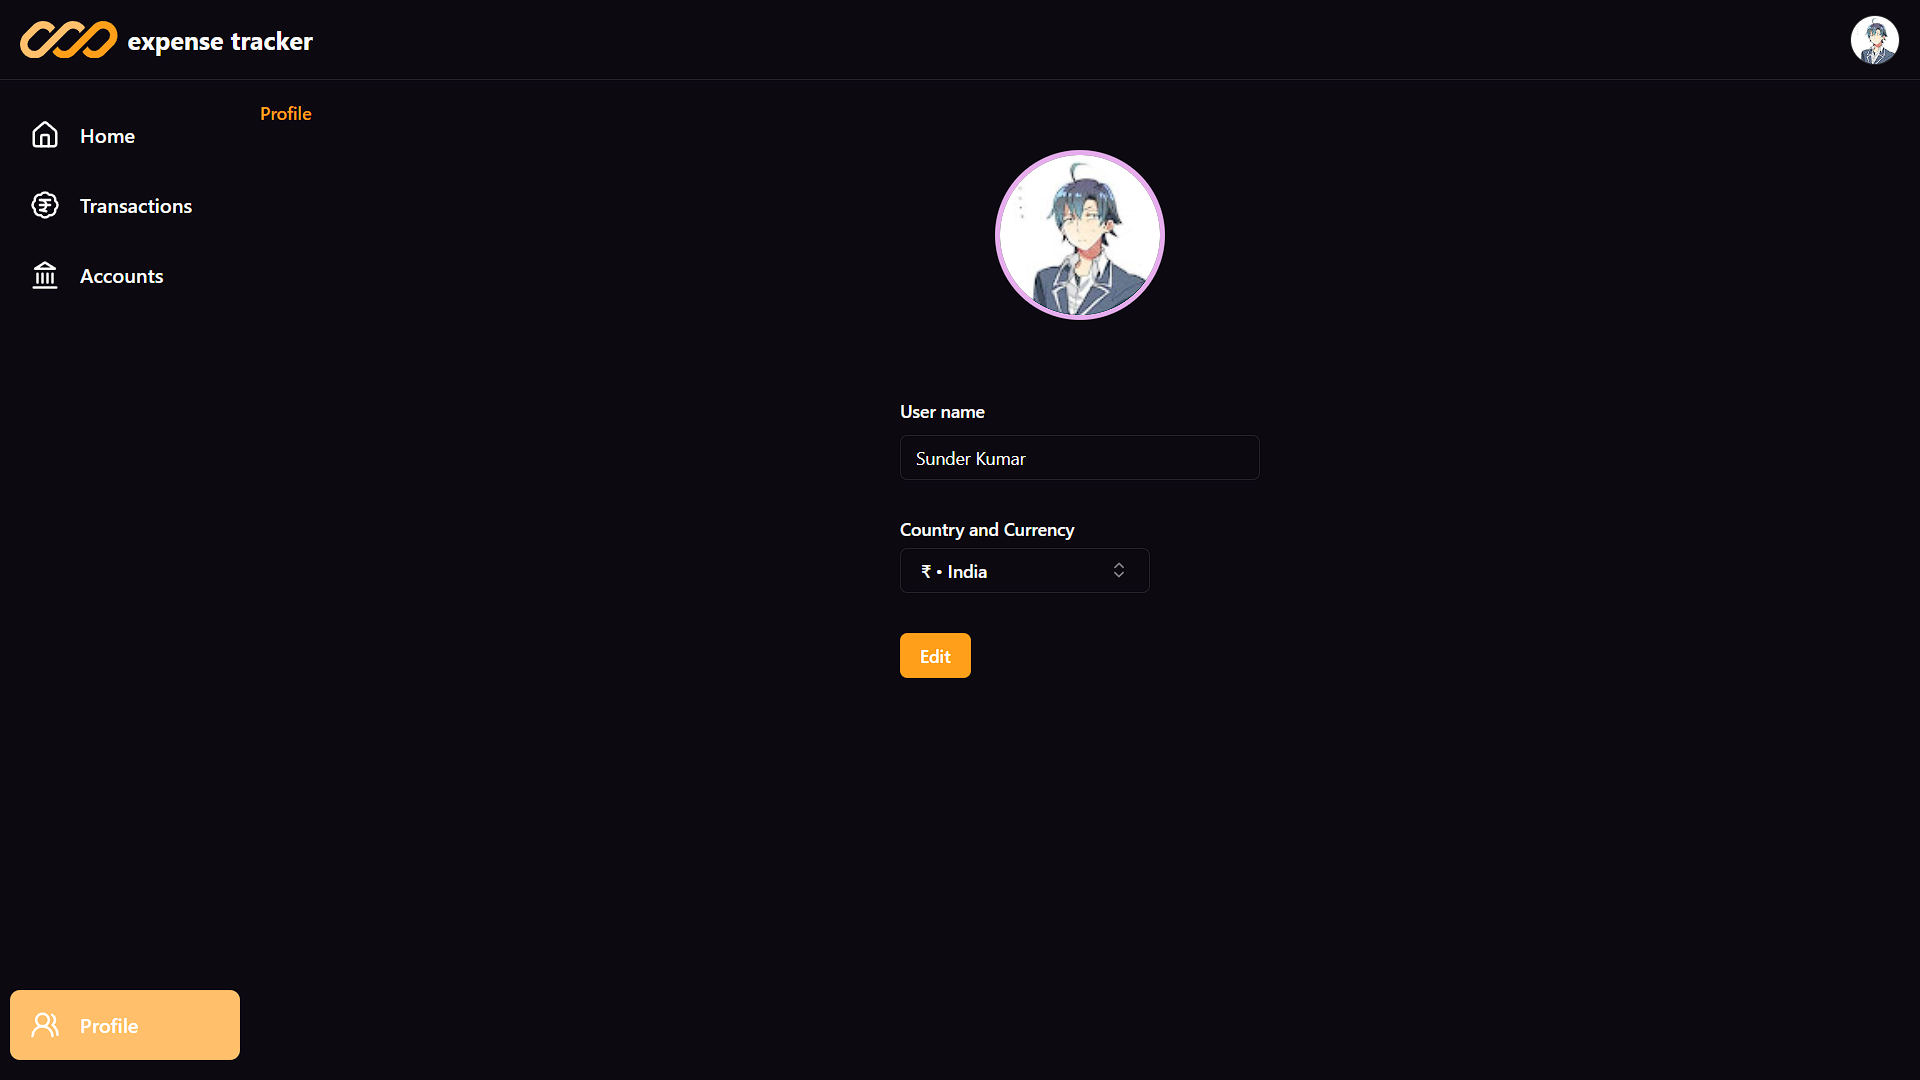 expense tracker
Home
Transactions
Accounts
Profile
Profile
User name
Sunder Kumar
Country and Currency
₹ • India
Edit